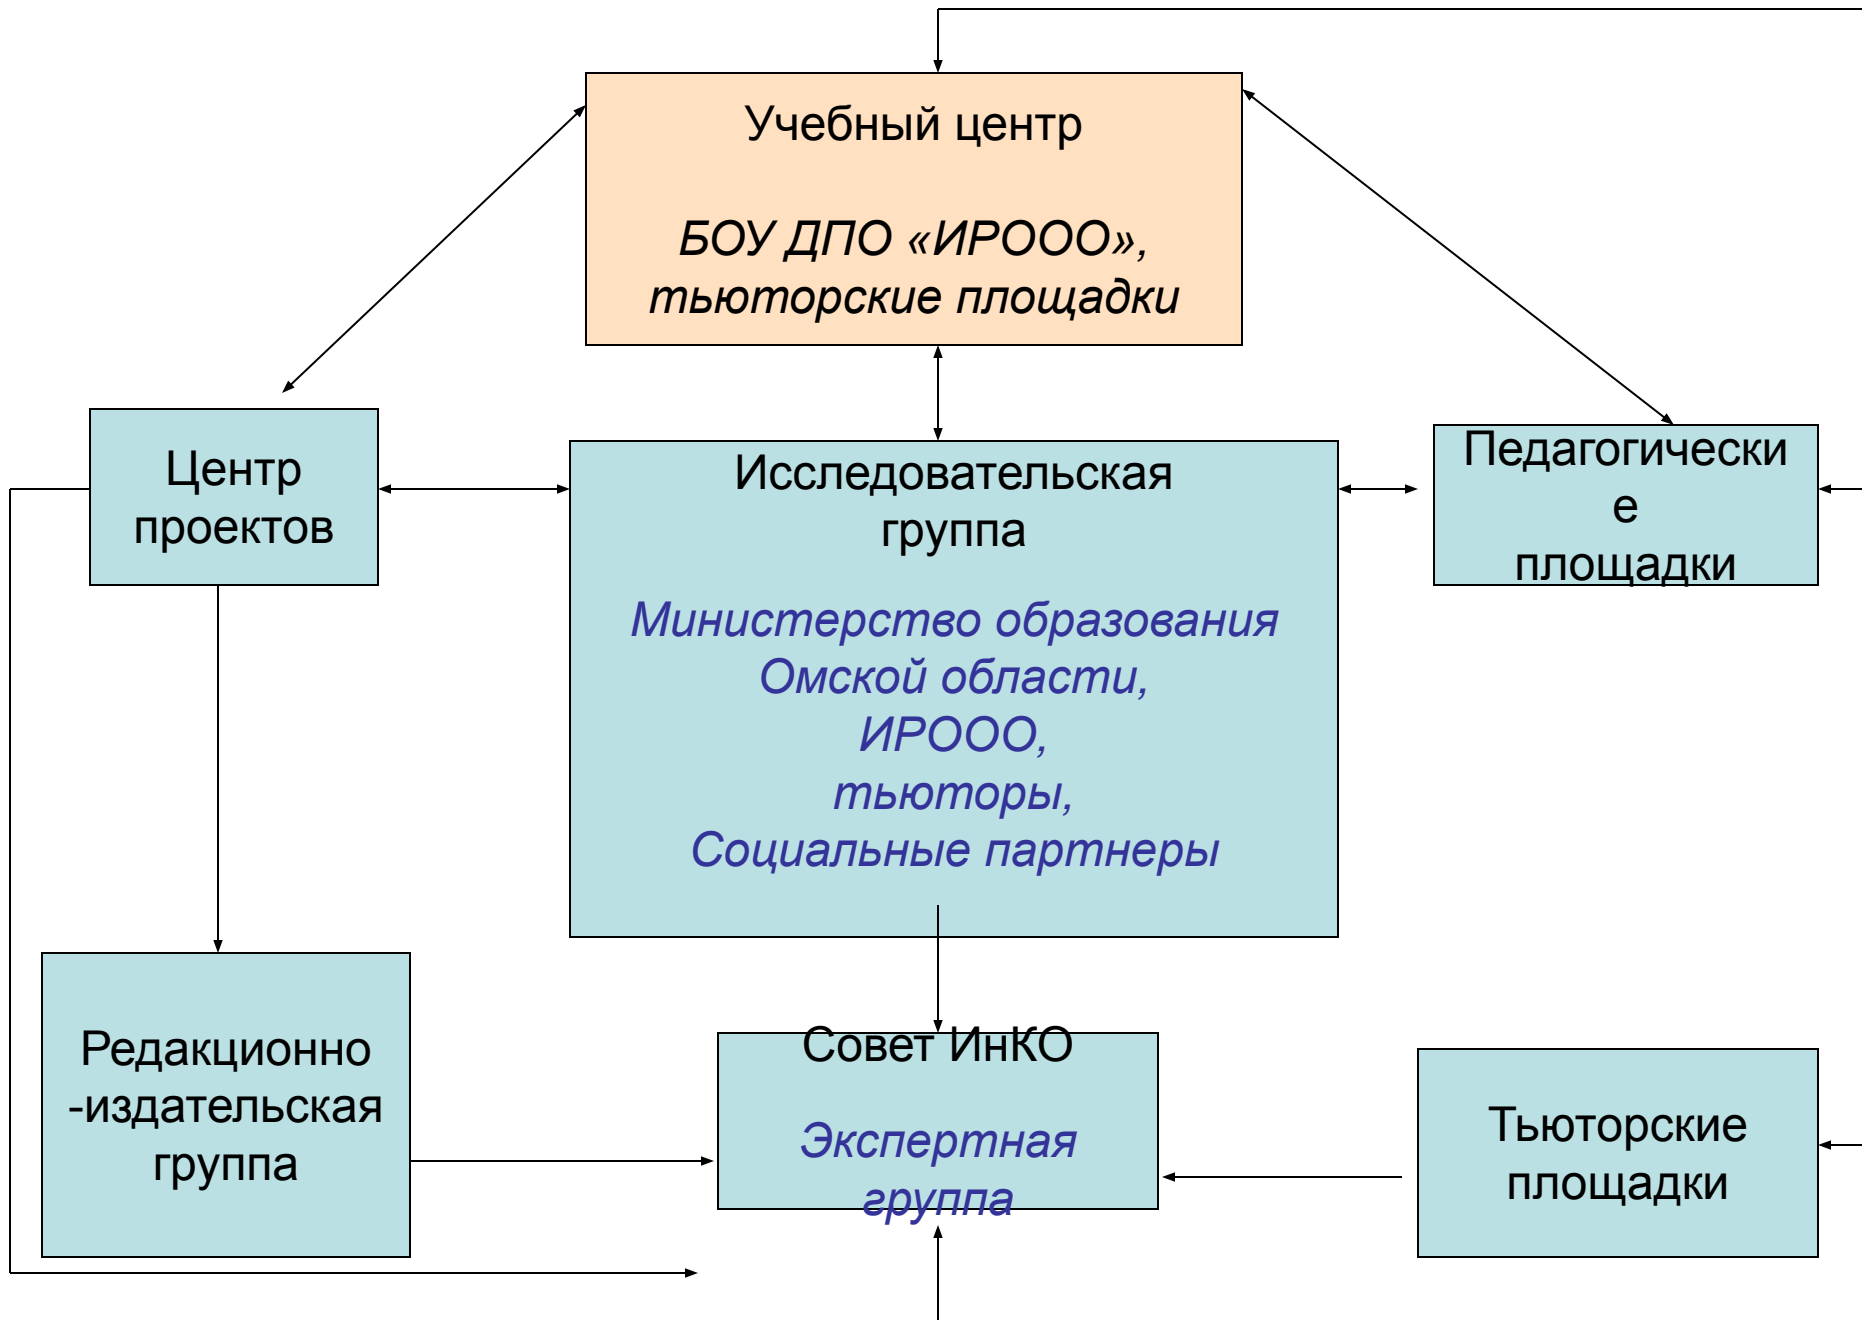 Учебный центр
БОУ ДПО «ИРООО»,
тьюторские площадки
Центр
проектов
Исследовательская
группа
Министерство образования
Омской области,
ИРООО,
тьюторы,
Социальные партнеры
Педагогически
е
площадки
Редакционно
-издательская
группа
Совет ИнКО
Экспертная
группа
Тьюторские
площадки